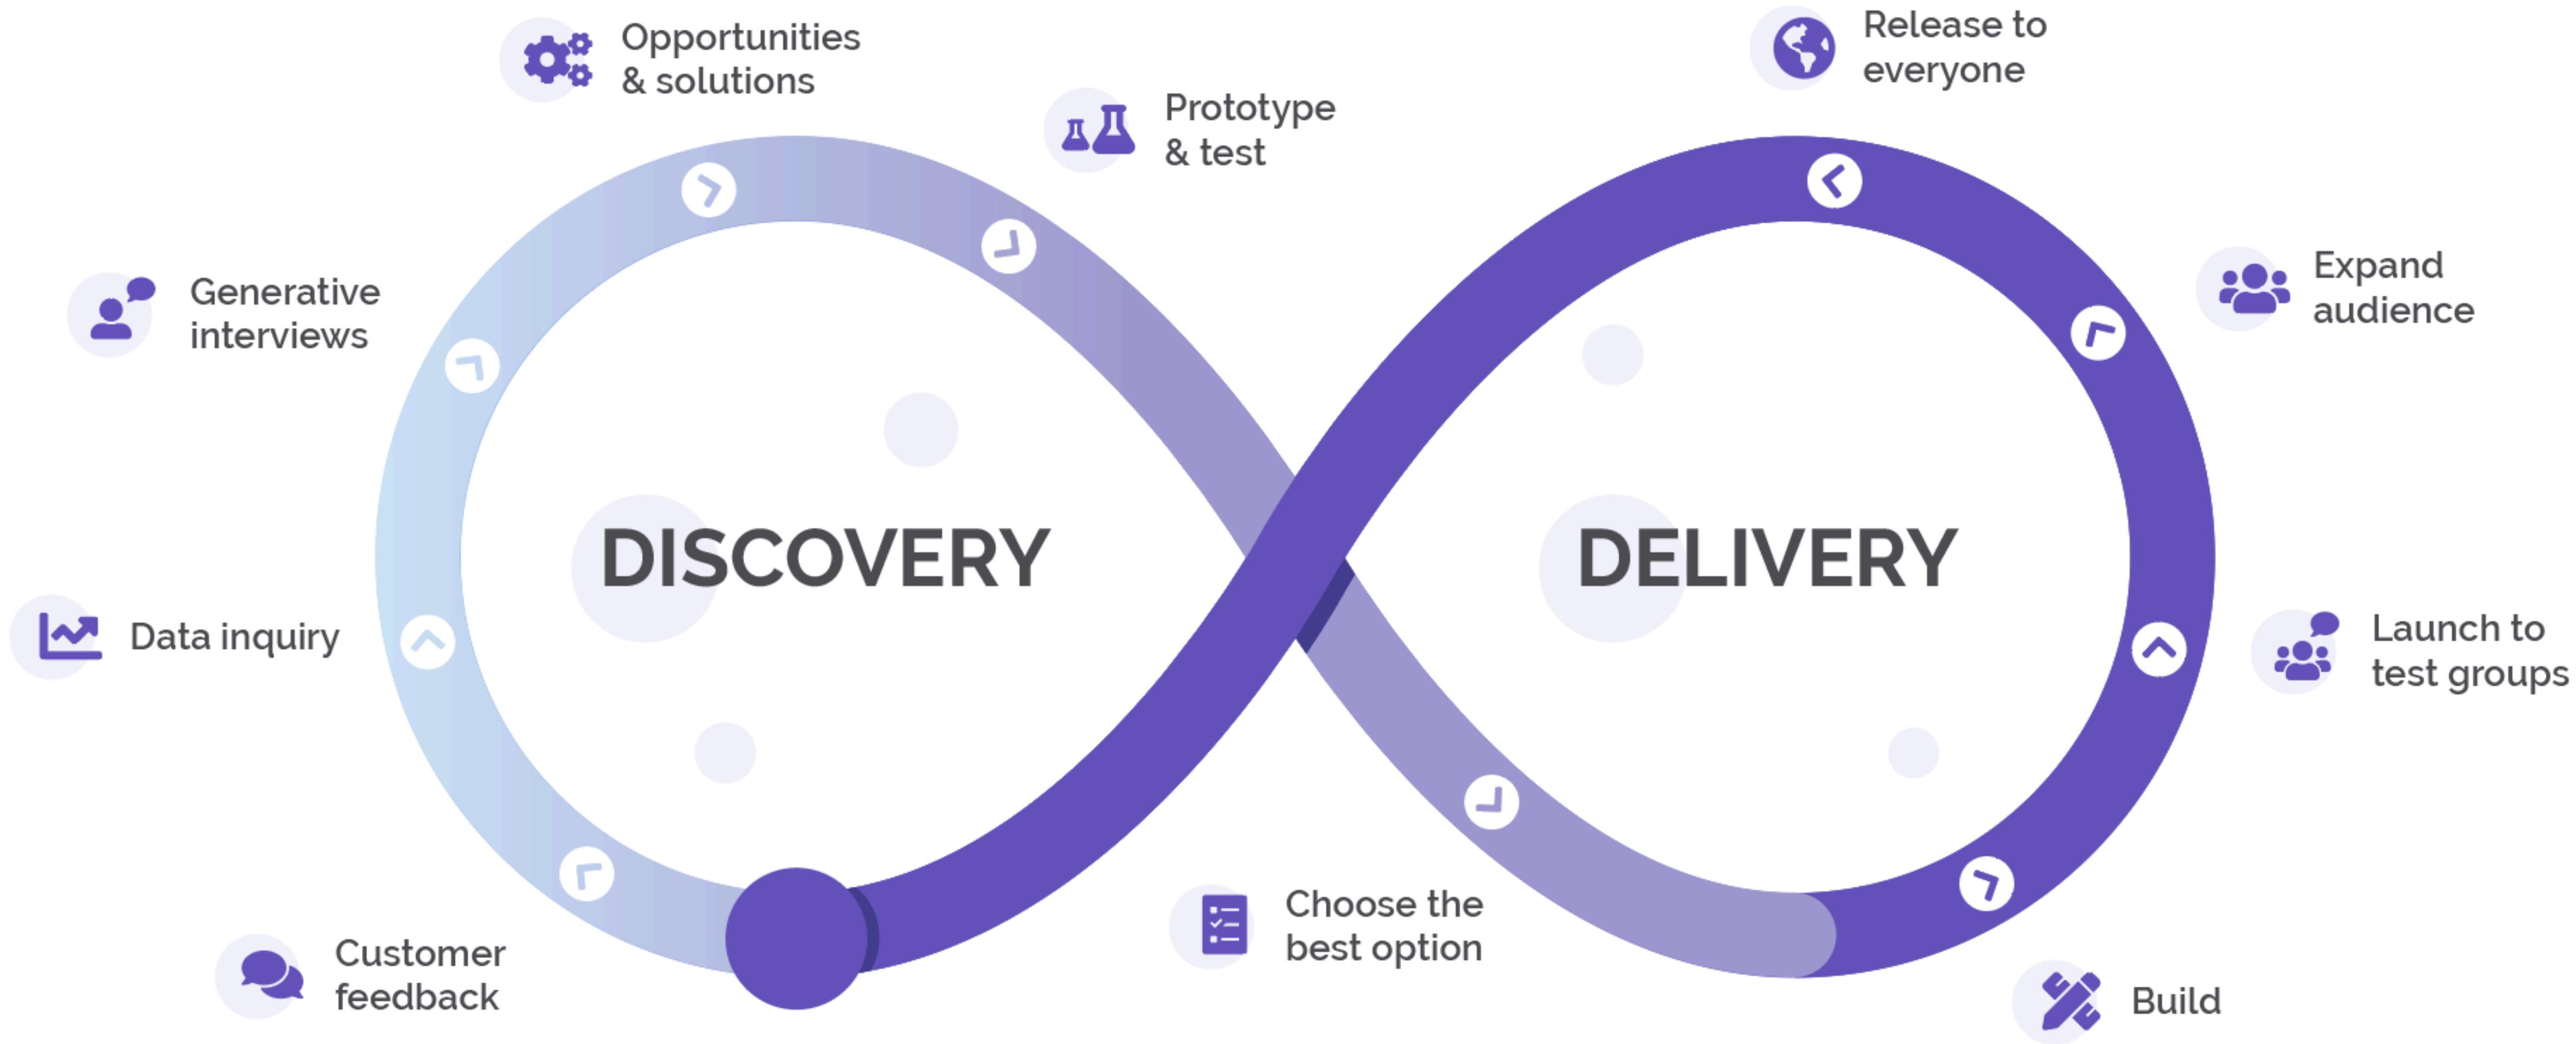 Opportunities
& solutions
Release to
everyone
Prototype
& test
Generative
interviews
Expand
audience
DISCOVERY
DELIVERY
Data inquiry
Launch to
test groups
Choose the
best option
Customer
feedback
Build